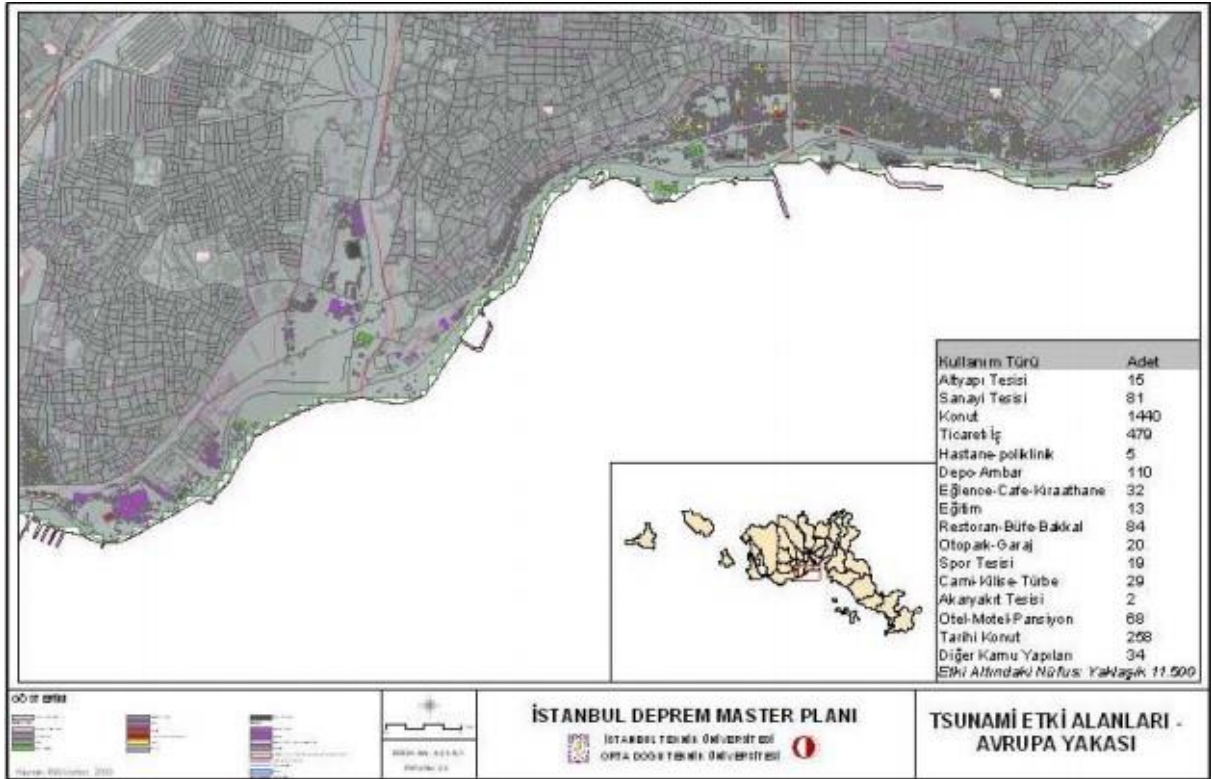 Kullanım Türü Adet
Altyapı Tesisi 15
Sanayi Tesisi 81
Konut 1440
Ticaret-İş 479
Hastane-poliklinik 5
Depo-Ambar 110
Eğlence-Cafe-Kıraathane 32
Eğitim 13
Restoran-Büfe-Bakkal 84
Otopark-Garaj 20
Spor Tesisi 19
Cami-Kilise-Türbe 29
Akaryakıt Tesisi 2
Otel-Motel-Pansiyon 68
Tarihi Konut 258
Diğer Kamu Yapıları 34
Etki Altındaki Nüfus: Yaklaşık 11.500
İSTANBUL DEPREM MASTER PLANI
İSTANBUL TEKNİK ÜNİVERSİTESİ
ORTA DOĞU TEKNİK ÜNİVERSİTESİ
TSUNAMİ ETKİ ALANLARI -
AVRUPA YAKASI